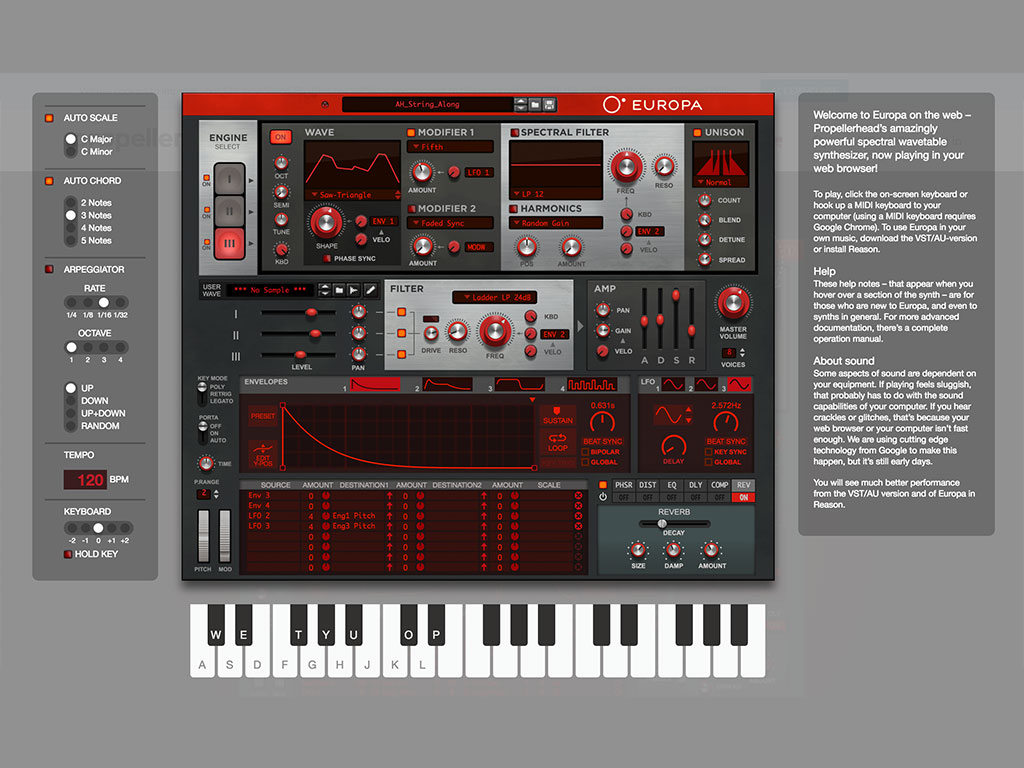 AUTO SCALE
C Major
C Minor
AUTO CHORD
2 Notes
3 Notes
4 Notes
5 Notes
ARPEGGIATOR
RATE
1/4 1/8 1/16 1/32
OCTAVE
1 2 3 4
UP
DOWN
UP+DOWN
RANDOM
TEMPO
120 BPM
KEYBOARD
-2 -1 0 +1 +2
HOLD KEY
AH_String_Along
EUROPA
ENGINE
SELECT
ON
I
ON
II
ON
III
ON
WAVE
OCT
SEMI
TUNE
KBD
Sam-Triangle
SHAPE
ENV 1
VELO
PHASE SYNC
MODIFIER 1
Fifth
AMOUNT
LFO 1
MODIFIER 2
Faded Sync
AMOUNT
MODW
SPECTRAL FILTER
LP 12
FREQ
RESO
HARMONICS
Random Gain
POS
AMOUNT
KBD
ENV 2
VELO
UNISON
Normal
COUNT
BLEND
DETUNE
SPREAD
USER
WAVE
*** No Sample ***
I
II
III
LEVEL
PAN
FILTER
Ladder LP 24dB
DRIVE
RESO
FREQ
KBD
ENV 2
VELO
AMP
PAN
GAIN
VELO
A D S R
MASTER
VOLUME
8
VOICES
KEY MODE
POLY
RETRIG
LEGATO
PORTA
OFF
ON
AUTO
TIME
P.RANGE
2
PITCH MOD
ENVELOPES
1 2 3 4
PRESET
EDIT
Y-POS
SUSTAIN
LOOP
0.631s
BEAT SYNC
BIPOLAR
GLOBAL
LFO 1 2 3
DELAY
2.572Hz
BEAT SYNC
KEY SYNC
GLOBAL
SOURCE AMOUNT DESTINATION1 AMOUNT DESTINATION2 AMOUNT SCALE
Env 3 0 0 0
Env 4 0 0 0
LFO 2 4 Eng1 Pitch 0 0
LFO 3 4 Eng3 Pitch 0 0
0 0 0
0 0 0
0 0 0
0 0 0
PHSR DIST EQ DLY COMP REV
OFF OFF OFF OFF OFF ON
REVERB
DECAY
SIZE DAMP AMOUNT
W E T Y U O P
A S D F G H J K L
Welcome to Europa on the web –
Propellerhead's amazingly
powerful spectral wavetable
synthesizer, now playing in your
web browser!
To play, click the on-screen keyboard or
hook up a MIDI keyboard to your
computer (using a MIDI keyboard requires
Google Chrome). To use Europa in your
own music, download the VST/AU-version
or install Reason.
Help
These help notes – that appear when you
hover over a section of the synth – are for
those who are new to Europa, and even to
synths in general. For more advanced
documentation, there's a complete
operation manual.
About sound
Some aspects of sound are dependent on
your equipment. If playing feels sluggish,
that probably has to do with the sound
capabilities of your computer. If you hear
crackles or glitches, that's because your
web browser or your computer isn't fast
enough. We are using cutting edge
technology from Google to make this
happen, but it's still early days.
You will see much better performance
from the VST/AU version and of Europa in
Reason.